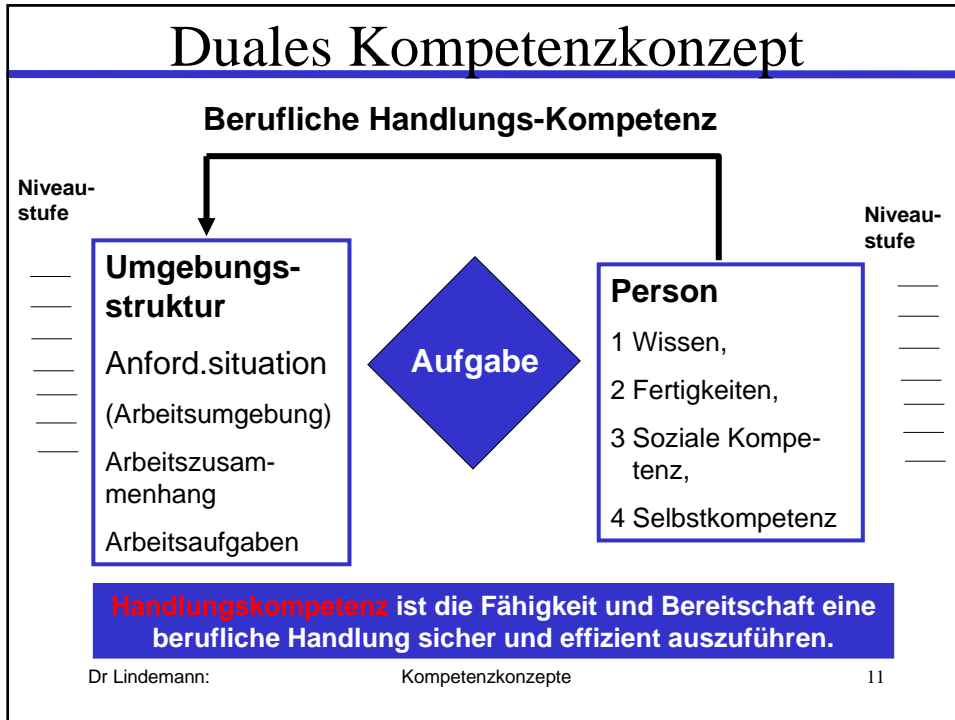 Duales Kompetenzkonzept
Berufliche Handlungs-Kompetenz
Niveau-
stufe
Umgebungs-
struktur
Anford.situation
(Arbeitsumgebung)
Arbeitszusam-
menhang
Arbeitsaufgaben
Aufgabe
Person
1 Wissen,
2 Fertigkeiten,
3 Soziale Kompe-
tenz,
4 Selbstkompetenz
Niveau-
stufe
Handlungskompetenz ist die Fähigkeit und Bereitschaft eine
berufliche Handlung sicher und effizient auszuführen.
Dr Lindemann: Kompetenzkonzepte 11